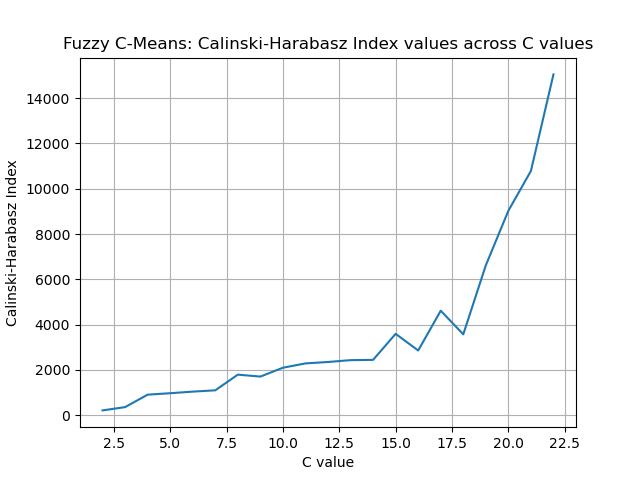 Fuzzy C-Means: Calinski-Harabasz Index values across C values
Calinski-Harabasz Index
14000
12000
10000
8000
6000
4000
2000
0
2.5 5.0 7.5 10.0 12.5 15.0 17.5 20.0 22.5
C value